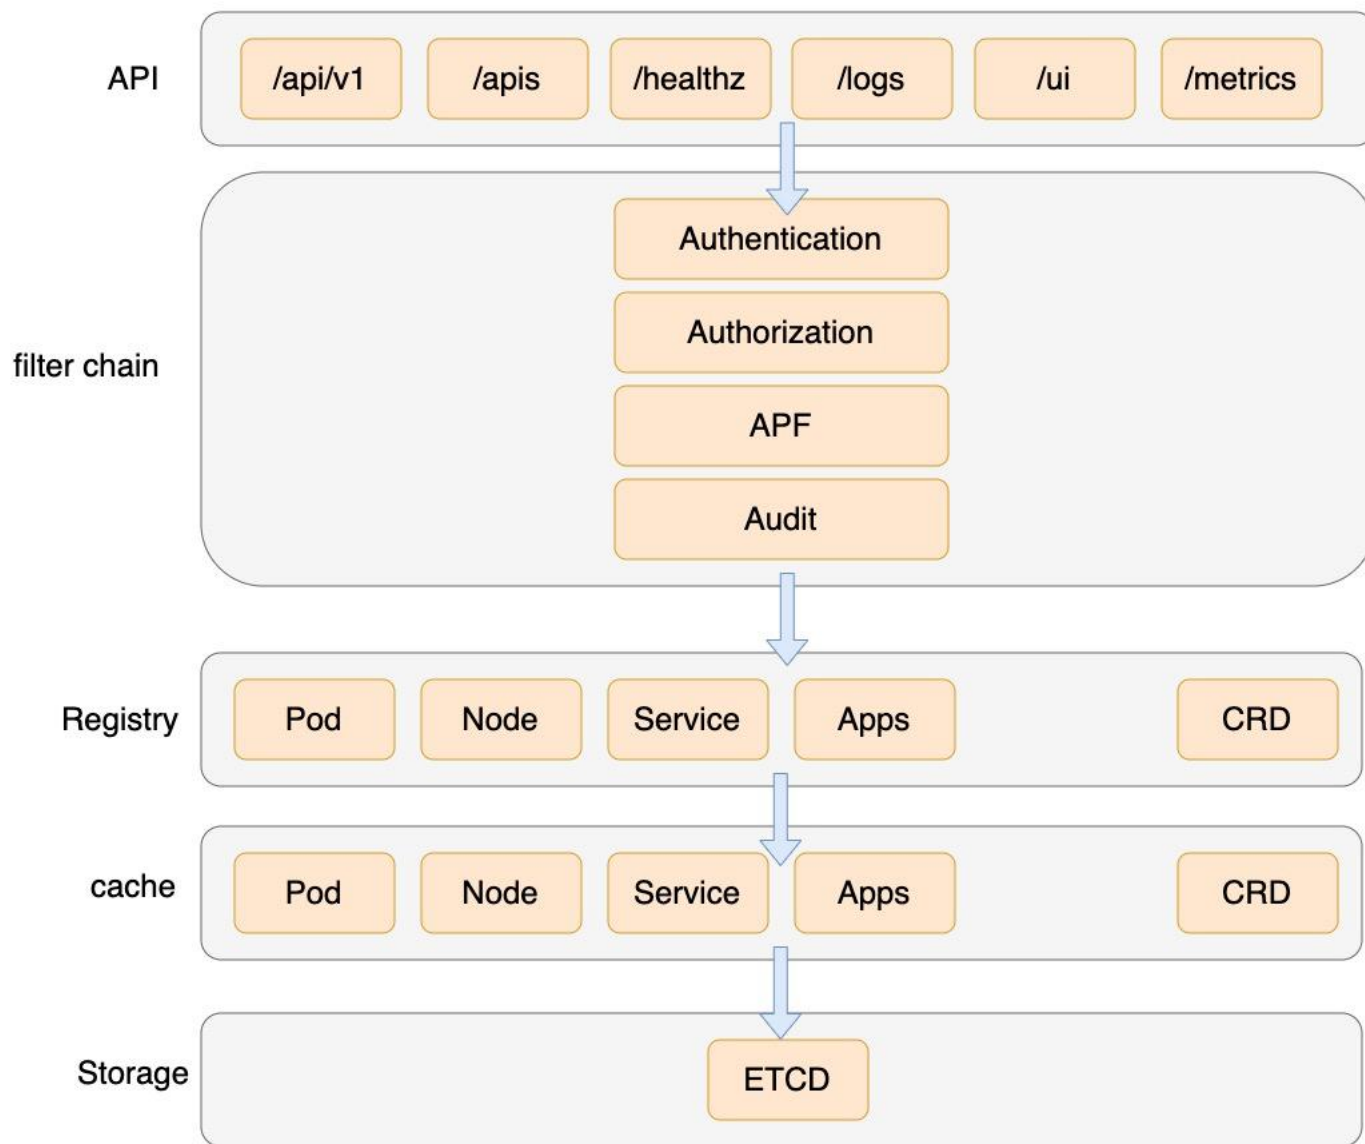 API
/api/v1
/apis
/healthz
/logs
/ui
/metrics
filter chain
Authentication
Authorization
APF
Audit
Registry
Pod
Node
Service
Apps
CRD
cache
Pod
Node
Service
Apps
CRD
Storage
ETCD